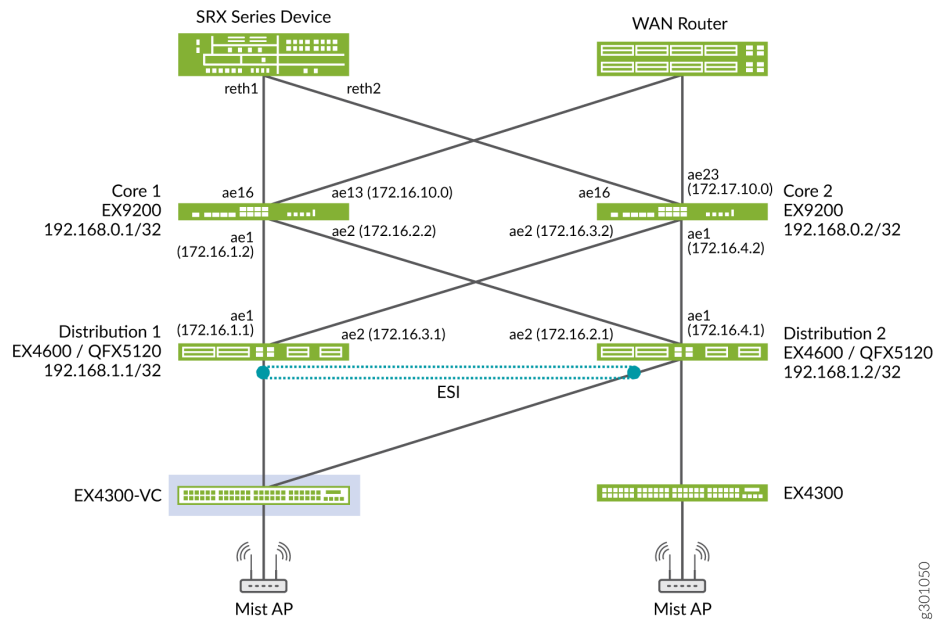 SRX Series Device
WAN Router
reth1
reth2
Core 1
EX9200
192.168.0.1/32
ae16
ae13 (172.16.10.0)
ae16
ae23
(172.17.10.0)
Core 2
EX9200
192.168.0.2/32
ae1
(172.16.1.2)
ae2 (172.16.2.2)
ae2 (172.16.3.2)
ae1
(172.16.4.2)
Distribution 1
EX4600 / QFX5120
192.168.1.1/32
ae1
(172.16.1.1)
ae2 (172.16.3.1)
ae2 (172.16.2.1)
ae1
(172.16.4.1)
Distribution 2
EX4600 / QFX5120
192.168.1.2/32
ESI
EX4300-VC
EX4300
Mist AP
Mist AP
g301050